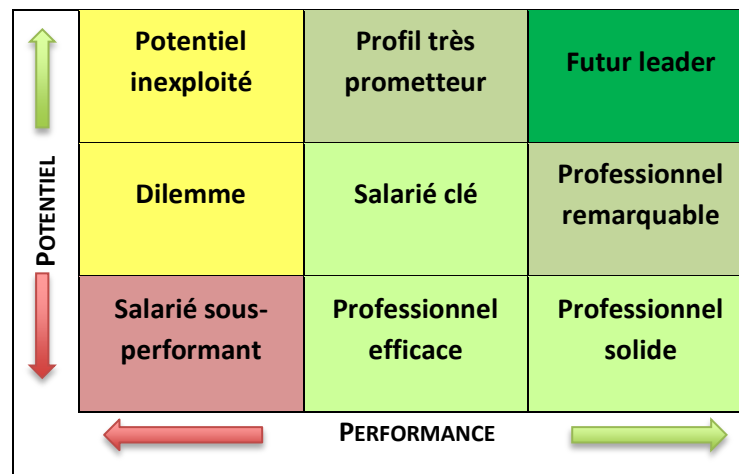 Potentiel
inexploité
Profil très
prometteur
Futur leader
POTENTIEL
Dilemme
Salarié clé
Professionnel
remarquable
Salarié sous-
performant
Professionnel
efficace
Professionnel
solide
PERFORMANCE